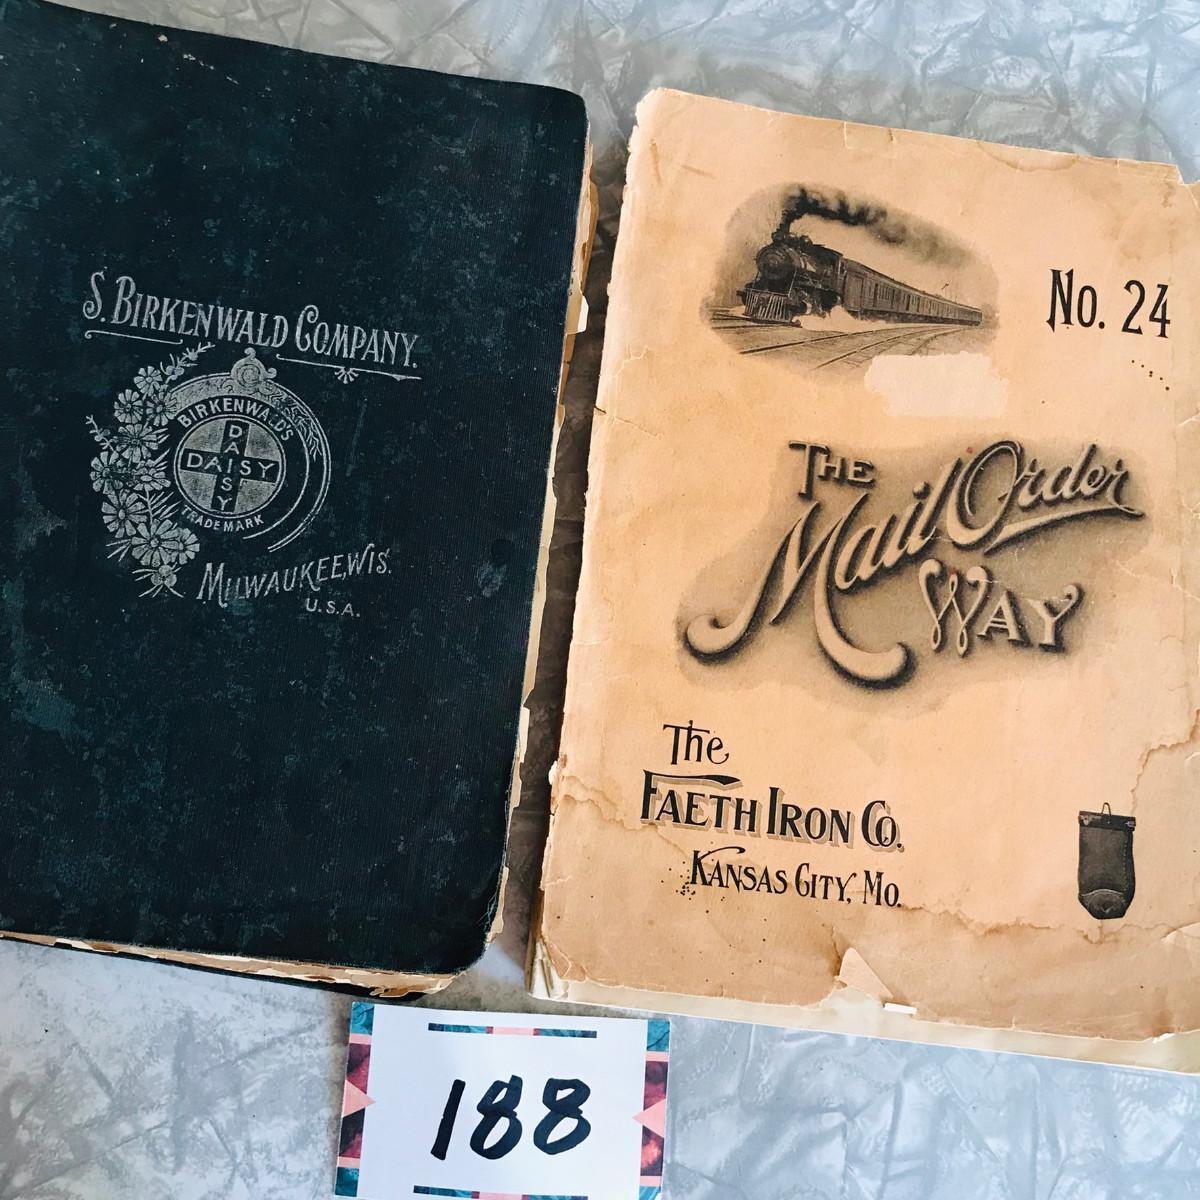 S. BIRKENWALD COMPANY.
BIRKENWALD'S
DAISY
DAISY
TRADEMARK
MILWAUKEE, WIS.
U.S.A.
No. 24
THE
Mail Order
WAY
The
FAETH IRON CO.
KANSAS CITY, MO.
188